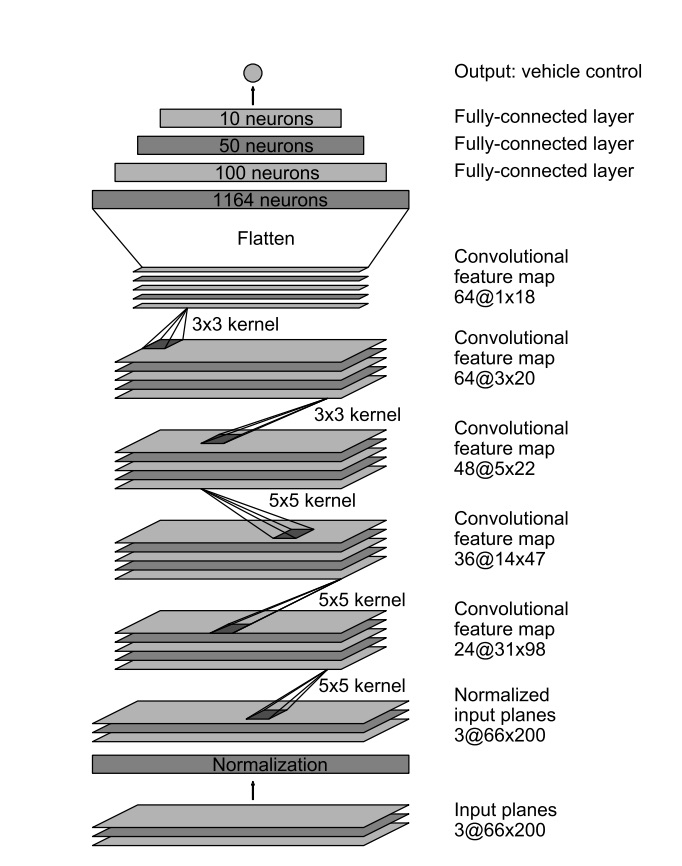 Output: vehicle control
10 neurons
Fully-connected layer
50 neurons
Fully-connected layer
100 neurons
Fully-connected layer
1164 neurons
Flatten
Convolutional
feature map
64@1x18
3x3 kernel
Convolutional
feature map
64@3x20
3x3 kernel
Convolutional
feature map
48@5x22
5x5 kernel
Convolutional
feature map
36@14x47
5x5 kernel
Convolutional
feature map
24@31x98
5x5 kernel
Normalized
input planes
3@66x200
Normalization
Input planes
3@66x200